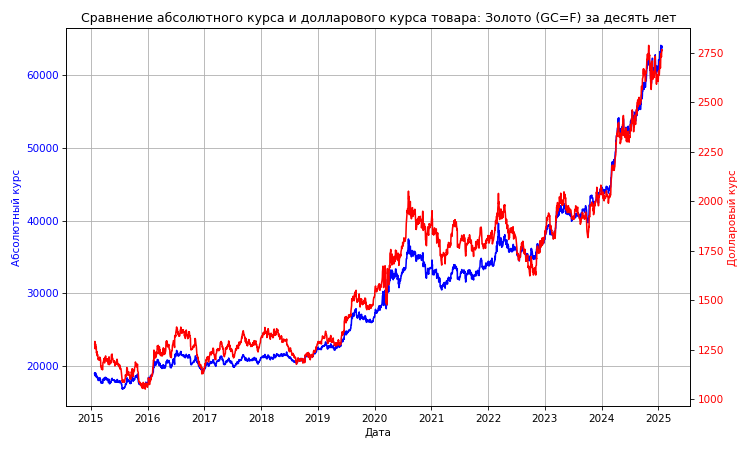 Сравнение абсолютного курса и долларового курса товара: Золото (GC=F) за десять лет
Абсолютный курс
60000
50000
40000
30000
20000
2750
2500
2250
2000
1750
1500
1250
1000
Долларовый курс
2015 2016 2017 2018 2019 2020 2021 2022 2023 2024 2025
Дата